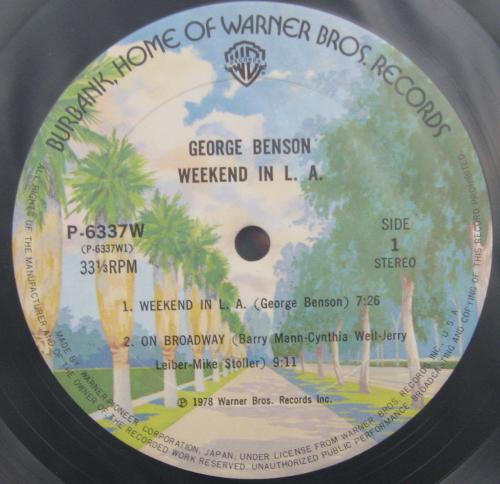 BURBANK, HOME OF WARNER BROS. RECORDS
GEORGE BENSON
WEEKEND IN L. A.
P-6337W
(P-6337W1)
33⅓RPM
SIDE
1
STEREO
1. WEEKEND IN L. A. (George Benson) 7:26
2. ON BROADWAY (Barry Mann-Cynthia Weil-Jerry
Leiber-Mike Stoller) 9:11
℗ 1978 Warner Bros. Records Inc.
MADE BY WARNER-PIONEER CORPORATION, JAPAN, UNDER LICENSE FROM WARNER BROS. RECORDS INC., U. S. A.
ALL RIGHTS OF THE MANUFACTURER AND OF THE OWNER OF THE RECORDED WORK RESERVED. UNAUTHORIZED PUBLIC PERFORMANCE, BROADCASTING AND COPYING OF THIS RECORD PROHIBITED